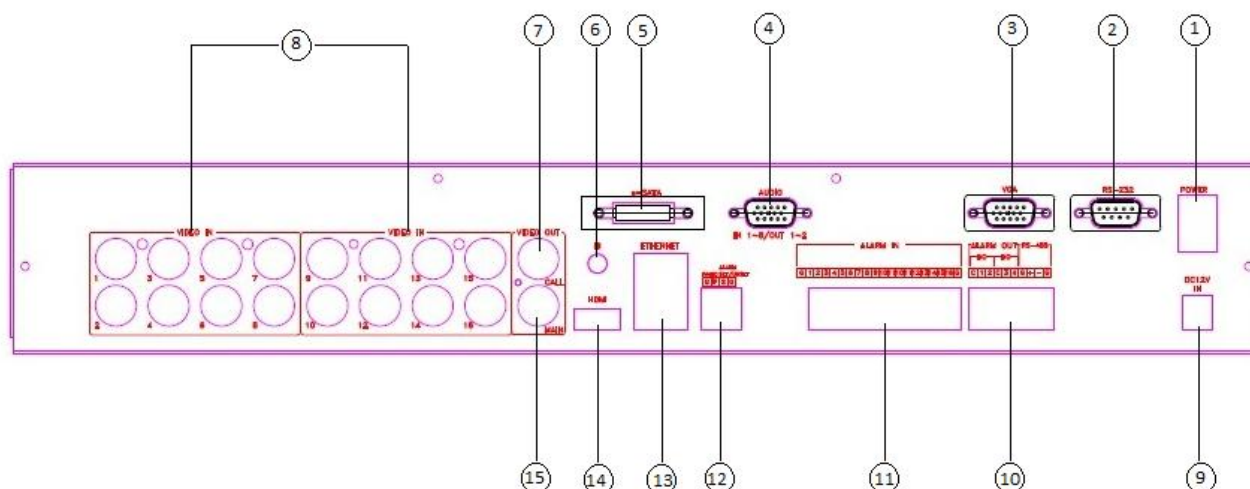 8 7 6 5 4 3 2 1
e-SATA AUDIO VGA RS-232 POWER
VIDEO IN VIDEO IN VIDEO OUT ETHERNET IN 1-8/OUT 1-2 ALARM IN ALARM OUT RS-485
1 3 5 7 9 11 13 15 CALL ALARM
HDMI DC12V
IN
2 4 6 8 10 12 14 16 MAIN
15 14 13 12 11 10 9